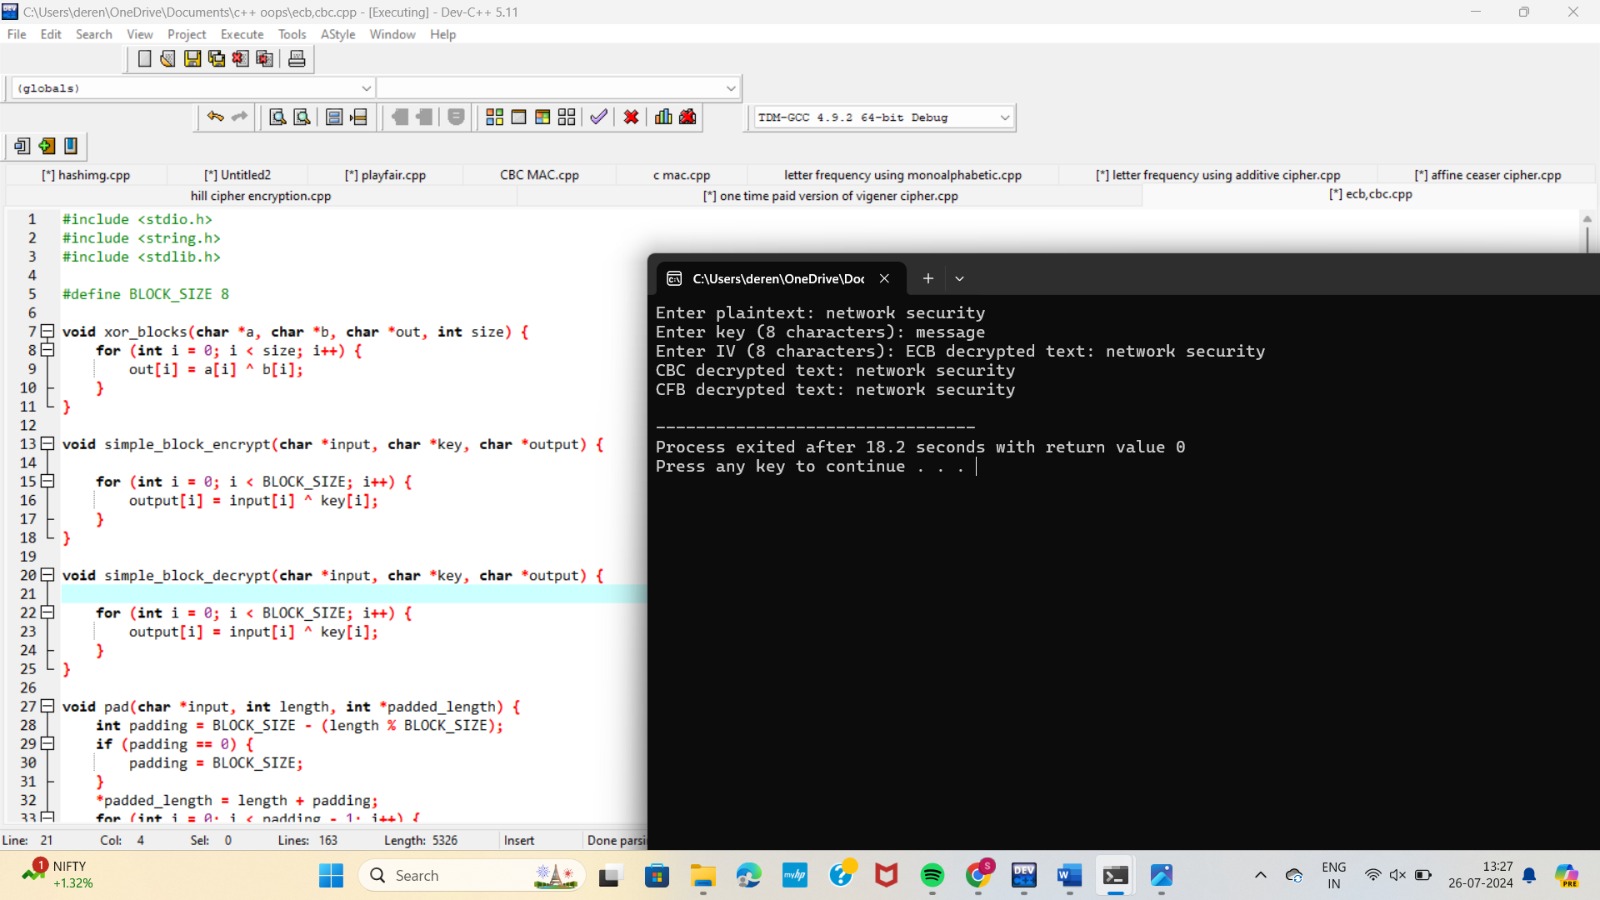 C:\Users\deren\OneDrive\Documents\c++ oops\ecb,cbc.cpp - [Executing] - Dev-C++ 5.11
File Edit Search View Project Execute Tools AStyle Window Help
(globals)
TDM-GCC 4.9.2 64-bit Debug
[*] hashimg.cpp [*] Untitled2 [*] playfair.cpp CBC MAC.cpp c mac.cpp letter frequency using monoalphabetic.cpp [*] letter frequency using additive cipher.cpp [*] affine ceaser cipher.cpp
hill cipher encryption.cpp [*] one time paid version of vigener cipher.cpp [*] ecb,cbc.cpp
1 #include <stdio.h>
2 #include <string.h>
3 #include <stdlib.h>
4
5 #define BLOCK_SIZE 8
6
7 void xor_blocks(char *a, char *b, char *out, int size) {
8 for (int i = 0; i < size; i++) {
9 out[i] = a[i] ^ b[i];
10 }
11 }
12
13 void simple_block_encrypt(char *input, char *key, char *output) {
14
15 for (int i = 0; i < BLOCK_SIZE; i++) {
16 output[i] = input[i] ^ key[i];
17 }
18 }
19
20 void simple_block_decrypt(char *input, char *key, char *output) {
21
22 for (int i = 0; i < BLOCK_SIZE; i++) {
23 output[i] = input[i] ^ key[i];
24 }
25 }
26
27 void pad(char *input, int length, int *padded_length) {
28 int padding = BLOCK_SIZE - (length % BLOCK_SIZE);
29 if (padding == 0) {
30 padding = BLOCK_SIZE;
31 }
32 *padded_length = length + padding;
33 for (int i = 0; i < padding - 1; i++) {
C:\Users\deren\OneDrive\Doc
Enter plaintext: network security
Enter key (8 characters): message
Enter IV (8 characters): ECB decrypted text: network security
CBC decrypted text: network security
CFB decrypted text: network security
--------------------------------
Process exited after 18.2 seconds with return value 0
Press any key to continue . . .
Line: 21 Col: 4 Sel: 0 Lines: 163 Length: 5326 Insert Done parsi
1 NIFTY
+1.32%
Search
myhp
S
DEV
C++
W
ENG
IN
13:27
26-07-2024
PRE